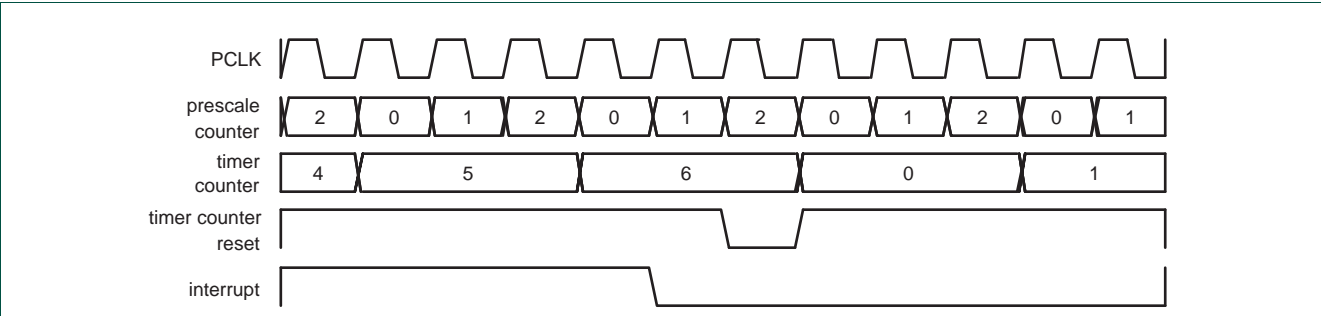 PCLK
prescale
counter
2 0 1 2 0 1 2 0 1 2 0 1
timer
counter
4 5 6 0 1
timer counter
reset
interrupt